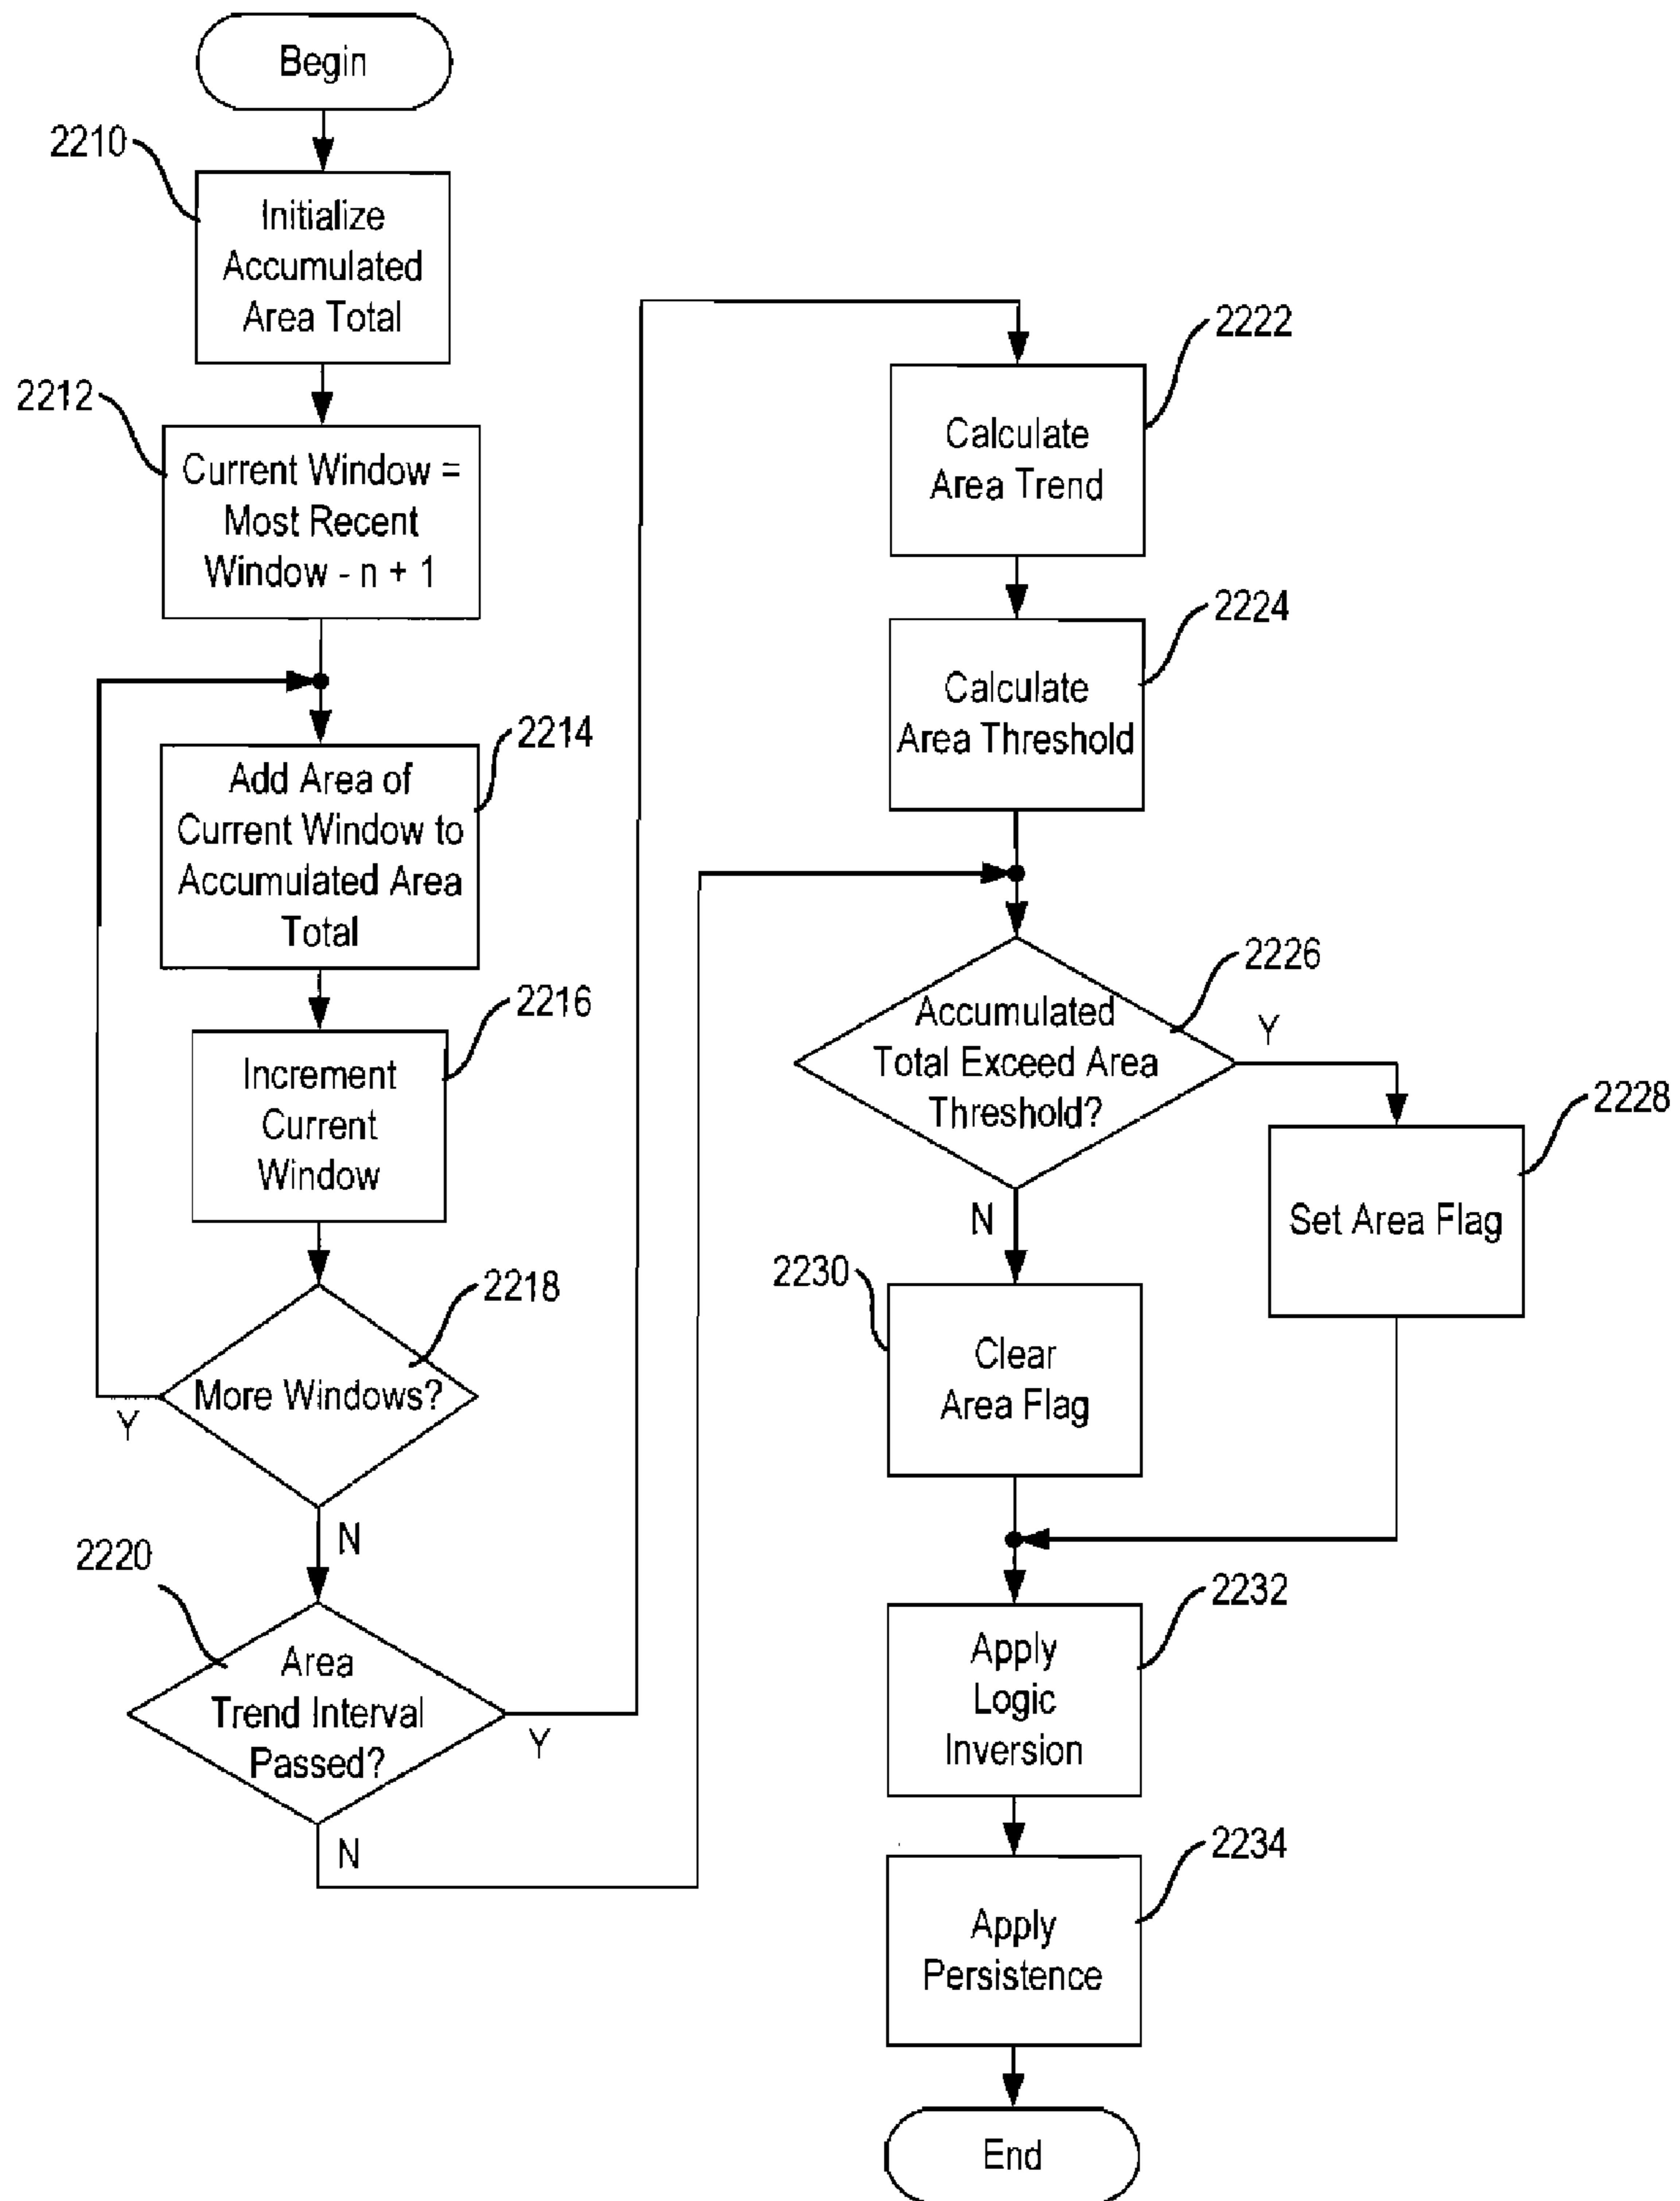 Begin
2210
Initialize
Accumulated
Area Total
2212
Current Window =
Most Recent
Window - n + 1
2214
Add Area of
Current Window to
Accumulated Area
Total
2216
Increment
Current
Window
2218
More Windows?
Y
N
2220
Area
Trend Interval
Passed?
Y
N
2222
Calculate
Area Trend
2224
Calculate
Area Threshold
2226
Accumulated
Total Exceed Area
Threshold?
Y
N
2228
Set Area Flag
2230
Clear
Area Flag
2232
Apply
Logic
Inversion
2234
Apply
Persistence
End